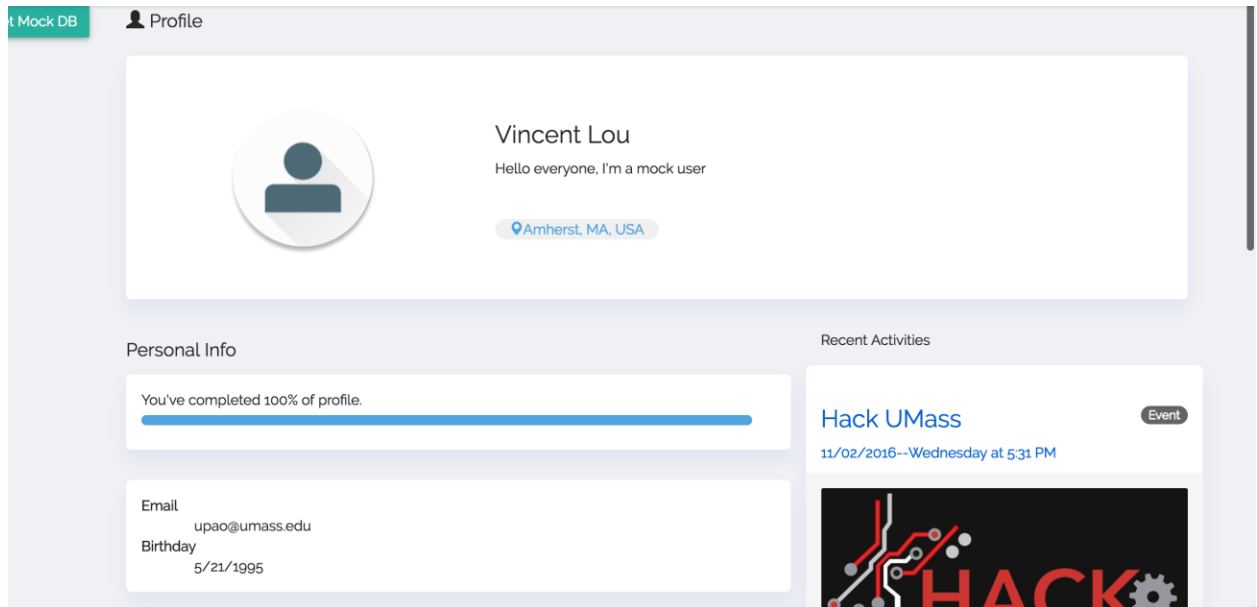 t Mock DB
Profile
Vincent Lou
Hello everyone, I'm a mock user
Amherst, MA, USA
Personal Info
You've completed 100% of profile.
Email
upao@umass.edu
Birthday
5/21/1995
Recent Activities
Hack UMass
Event
11/02/2016--Wednesday at 5:31 PM
HACK